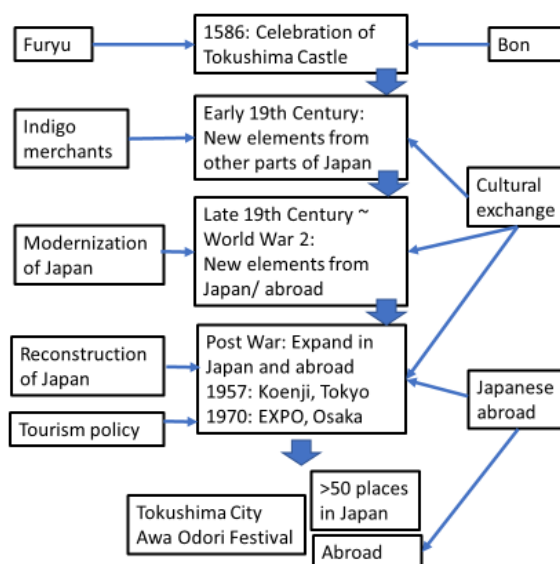 Furyu
1586: Celebration of
Tokushima Castle
Bon
Indigo
merchants
Early 19th Century:
New elements from
other parts of Japan
Cultural
exchange
Modernization
of Japan
Late 19th Century ~
World War 2:
New elements from
Japan/ abroad
Reconstruction
of Japan
Tourism policy
Post War: Expand in
Japan and abroad
1957: Koenji, Tokyo
1970: EXPO, Osaka
Japanese
abroad
Tokushima City
Awa Odori Festival
>50 places
in Japan
Abroad